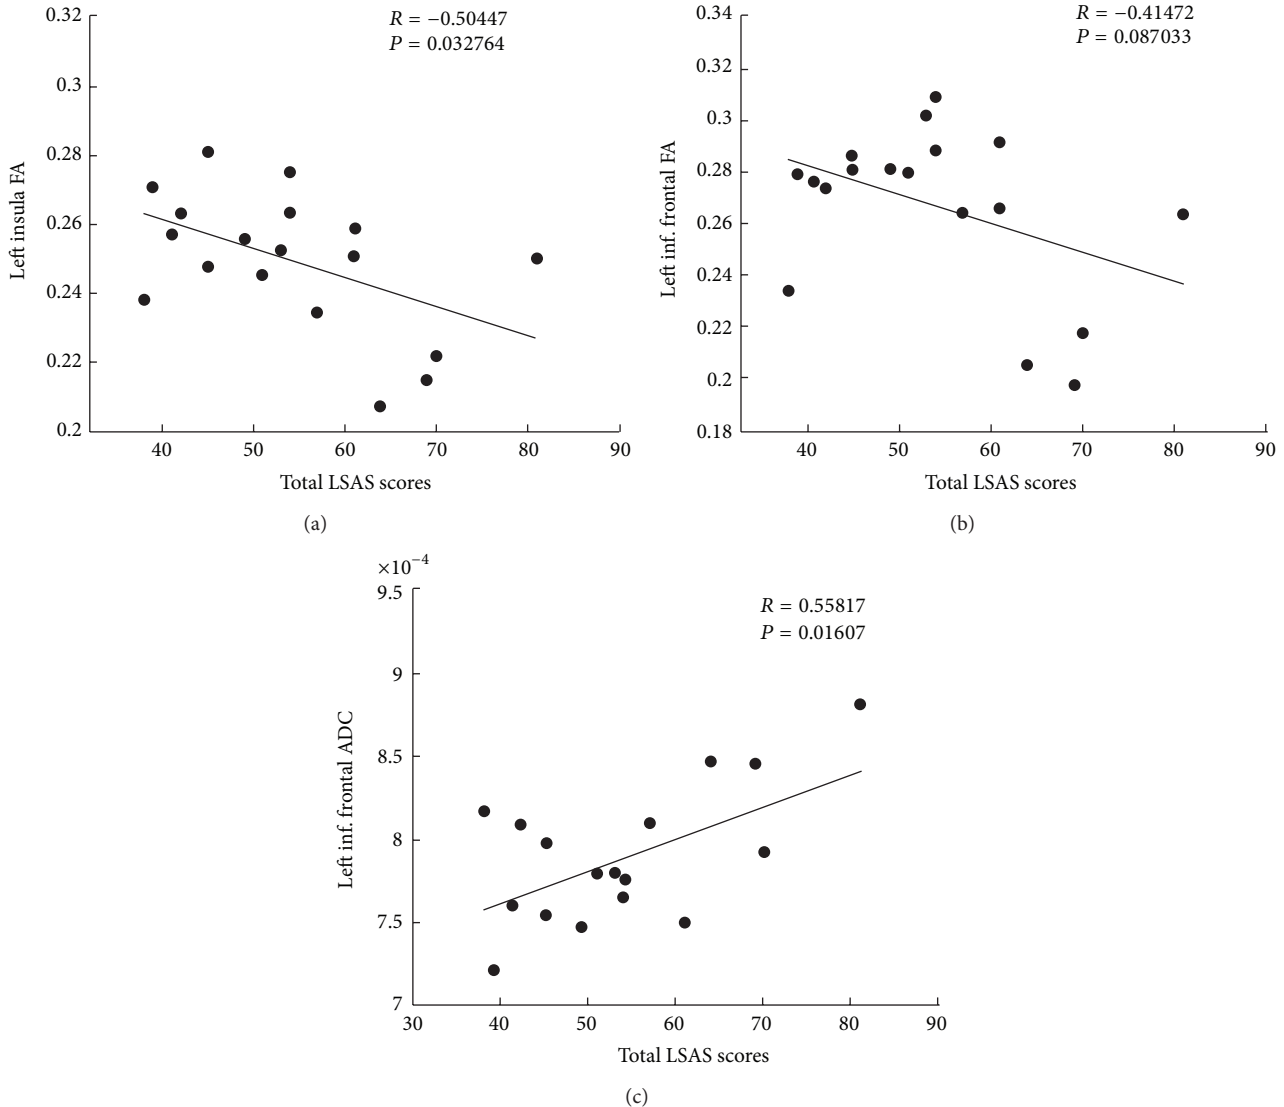 0.32
0.3
0.28
0.26
0.24
0.22
0.2
Left insula FA
R = −0.50447
P = 0.032764
40 50 60 70 80 90
Total LSAS scores
(a)
0.34
0.32
0.3
0.28
0.26
0.24
0.22
0.2
0.18
Left inf. frontal FA
R = −0.41472
P = 0.087033
40 50 60 70 80 90
Total LSAS scores
(b)
×10−4
9.5
9
8.5
8
7.5
7
Left inf. frontal ADC
R = 0.55817
P = 0.01607
30 40 50 60 70 80 90
Total LSAS scores
(c)